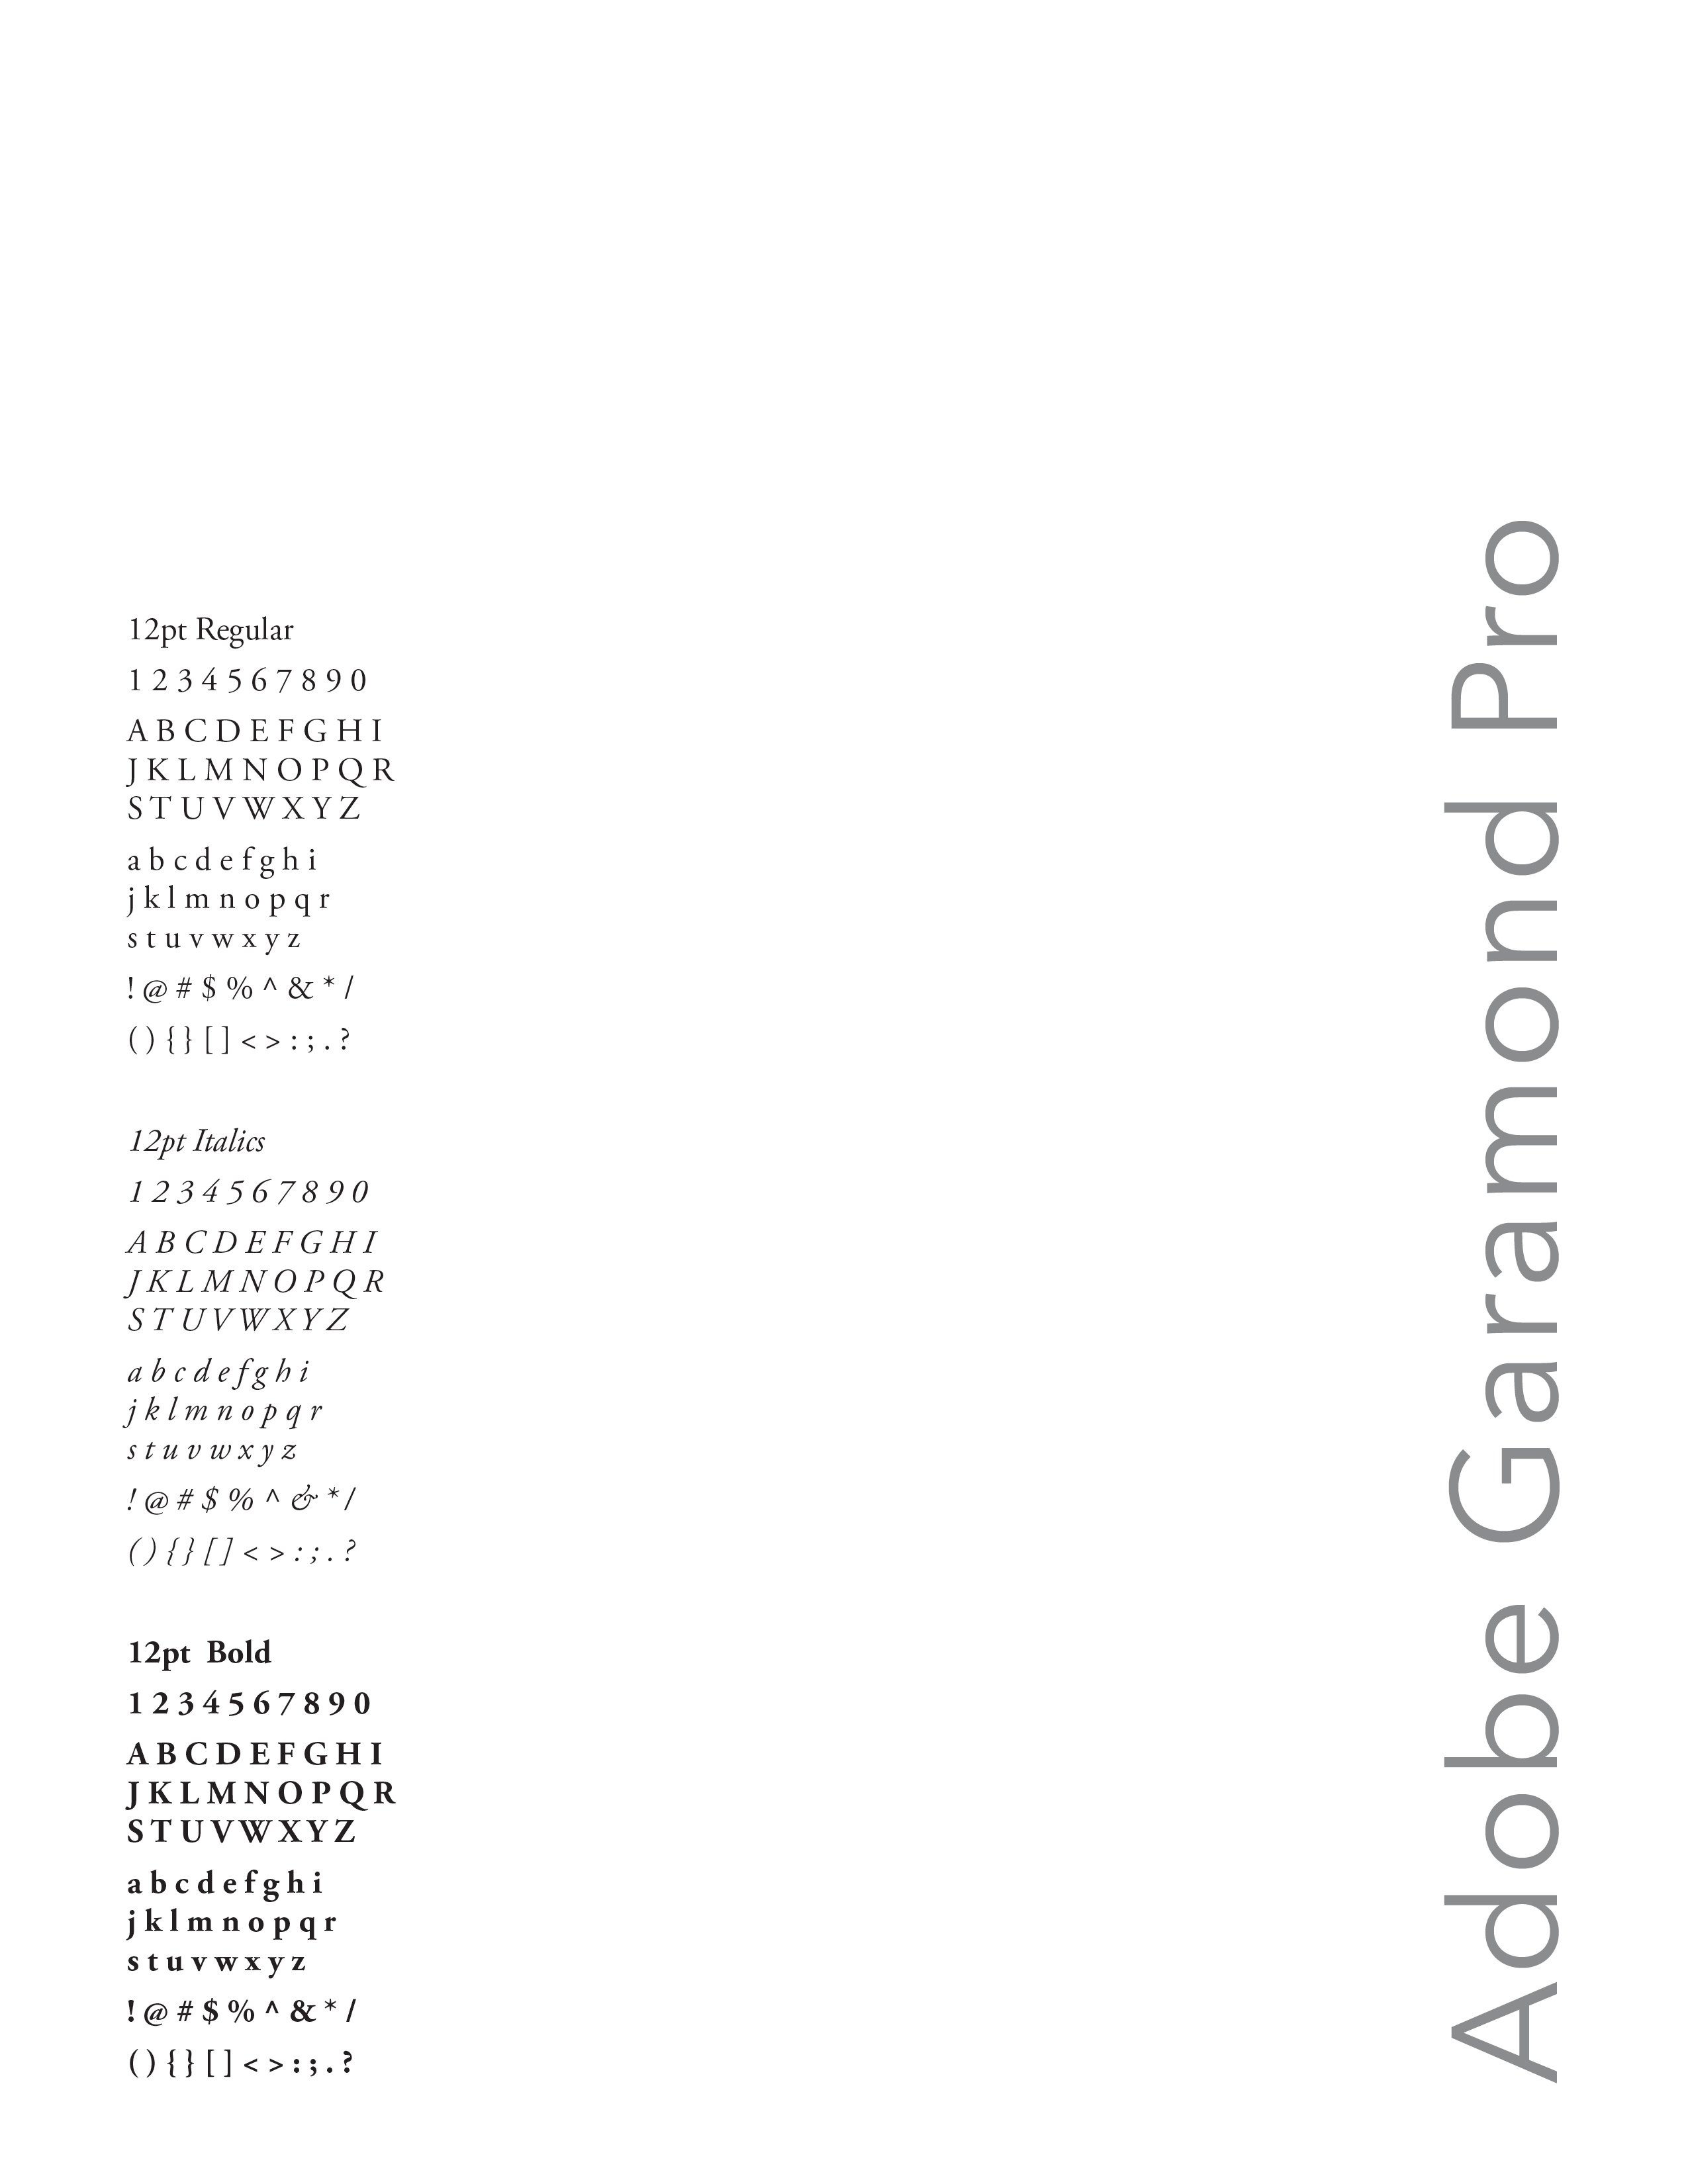 12pt Regular
1 2 3 4 5 6 7 8 9 0
A B C D E F G H I
J K L M N O P Q R
S T U V W X Y Z
a b c d e f g h i
j k l m n o p q r
s t u v w x y z
! @ # $ % ^ & * /
( ) { } [ ] < > : ; . ?
12pt Italics
1 2 3 4 5 6 7 8 9 0
A B C D E F G H I
J K L M N O P Q R
S T U V W X Y Z
a b c d e f g h i
j k l m n o p q r
s t u v w x y z
! @ # $ % ^ & * /
( ) { } [ ] < > : ; . ?
12pt Bold
1 2 3 4 5 6 7 8 9 0
A B C D E F G H I
J K L M N O P Q R
S T U V W X Y Z
a b c d e f g h i
j k l m n o p q r
s t u v w x y z
! @ # $ % ^ & * /
( ) { } [ ] < > : ; . ?
Adobe Garamond Pro